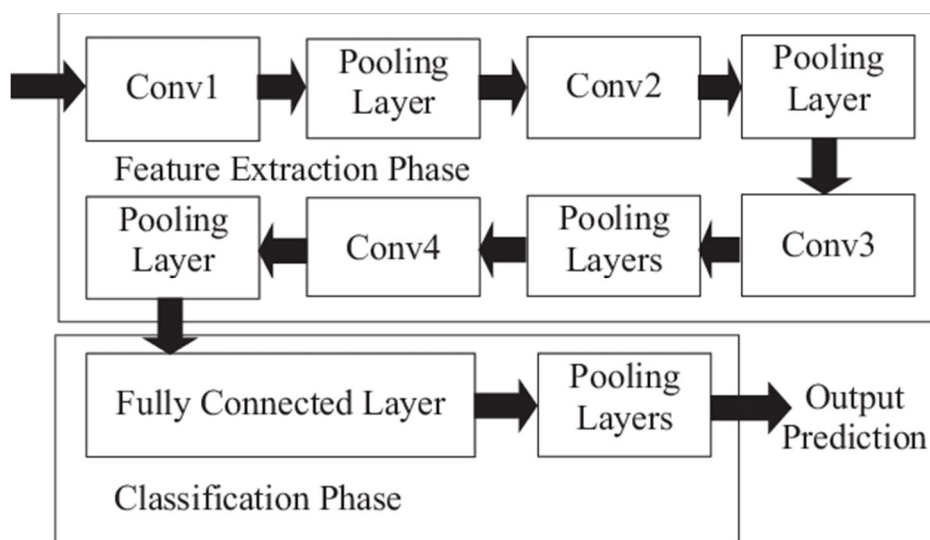 Conv1
Pooling
Layer
Conv2
Pooling
Layer
Feature Extraction Phase
Conv3
Pooling
Layers
Conv4
Pooling
Layer
Fully Connected Layer
Pooling
Layers
Output
Prediction
Classification Phase